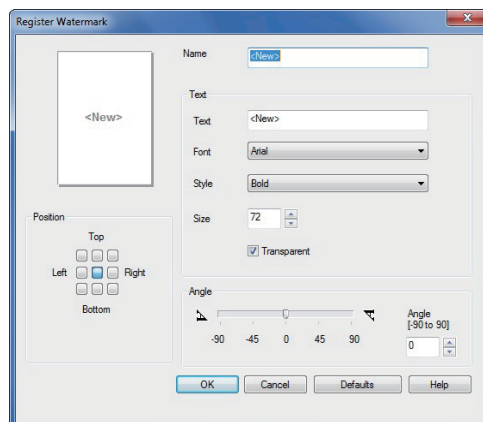 Register Watermark
Name
<New>
<New>
Text
Text
<New>
Font
Arial
Style
Bold
Size
72
Transparent
Position
Top
Left
Right
Bottom
Angle
-90 -45 0 45 90
Angle
[-90 to 90]
0
OK Cancel Defaults Help